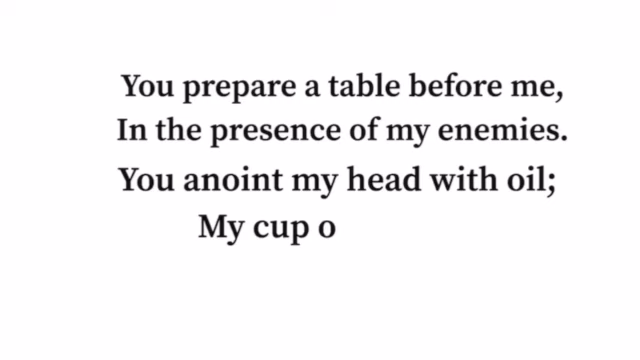 You prepare a table before me,
In the presence of my enemies.
You anoint my head with oil;
My cup o